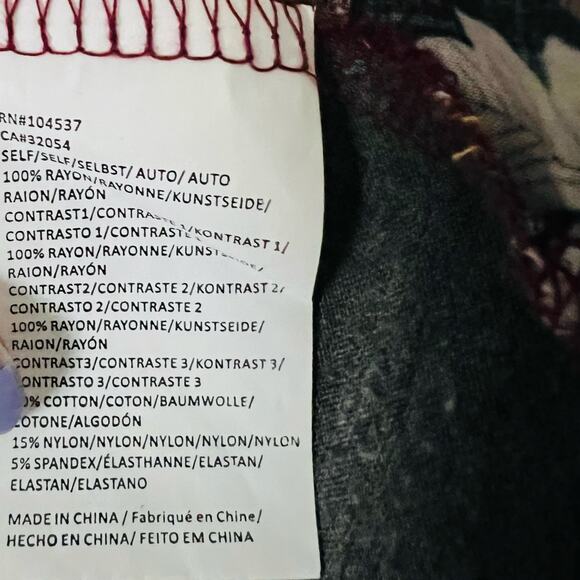 RN#104537
CA#32054
SELF/SELF/SELBST/ AUTO/ AUTO
100% RAYON/RAYONNE/KUNSTSEIDE/
RAION/RAYÓN
CONTRAST1/CONTRASTE 1/KONTRAST 1/
CONTRASTO 1/CONTRASTE
100% RAYON/RAYONNE/KUNSTSEIDE/
RAION/RAYÓN
CONTRAST2/CONTRASTE 2/KONTRAST 2/
CONTRASTO 2/CONTRASTE 2
100% RAYON/RAYONNE/KUNSTSEIDE/
RAION/RAYÓN
CONTRAST3/CONTRASTE 3/KONTRAST 3/
CONTRASTO 3/CONTRASTE 3
COTTON/COTON/BAUMWOLLE/
COTONE/ALGODÓN
15% NYLON/NYLON/NYLON/NYLON/NYLON
5% SPANDEX/ÉLASTHANNE/ELASTAN/
ELASTAN/ELASTANO
MADE IN CHINA / Fabriqué en Chine/
HECHO EN CHINA/ FEITO EM CHINA